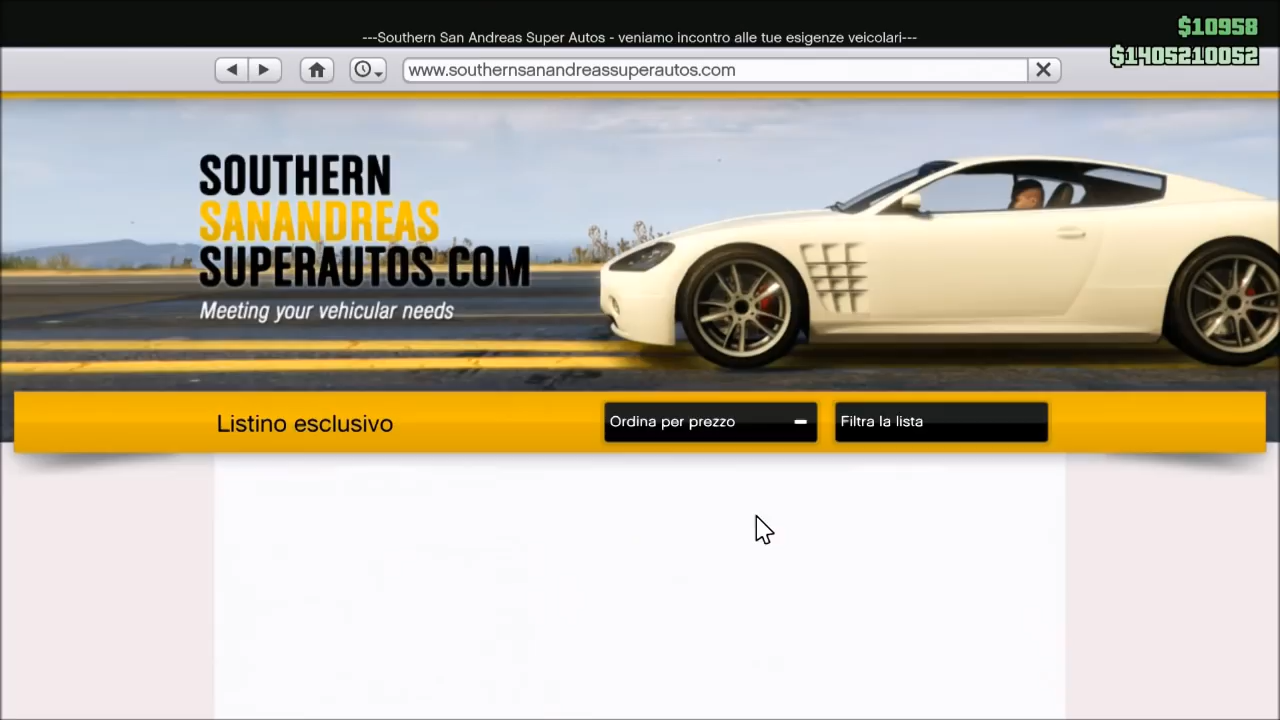 ---Southern San Andreas Super Autos - veniamo incontro alle tue esigenze veicolari---
$10958
$1405210052
www.southernsanandreassuperautos.com
SOUTHERN
SANANDREAS
SUPERAUTOS.COM
Meeting your vehicular needs
Listino esclusivo
Ordina per prezzo
Filtra la lista